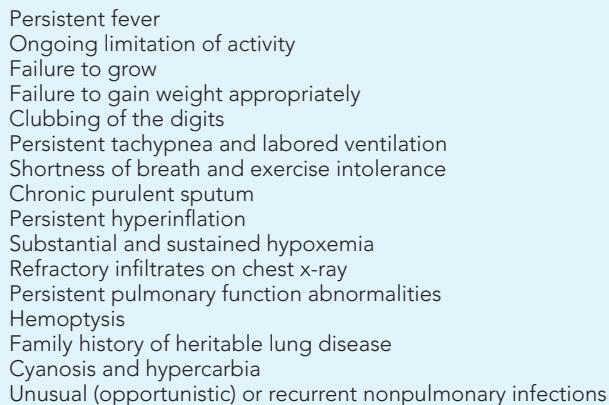 Persistent fever
Ongoing limitation of activity
Failure to grow
Failure to gain weight appropriately
Clubbing of the digits
Persistent tachypnea and labored ventilation
Shortness of breath and exercise intolerance
Chronic purulent sputum
Persistent hyperinflation
Substantial and sustained hypoxemia
Refractory infiltrates on chest x-ray
Persistent pulmonary function abnormalities
Hemoptysis
Family history of heritable lung disease
Cyanosis and hypercarbia
Unusual (opportunistic) or recurrent nonpulmonary infections